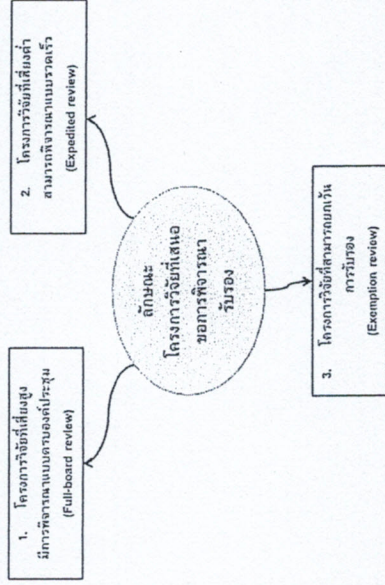 1. โครงการวิจัยที่เสี่ยงสูง
มีการพิจารณาแบบครบองค์ประชุม
(Full-board review)
2. โครงการวิจัยที่เสี่ยงต่ำ
สามารถพิจารณาแบบรวดเร็ว
(Expedited review)
ลักษณะ
โครงการวิจัยที่เสนอ
ขอการพิจารณา
รับรอง
3. โครงการวิจัยที่สามารถยกเว้น
การรับรอง
(Exemption review)